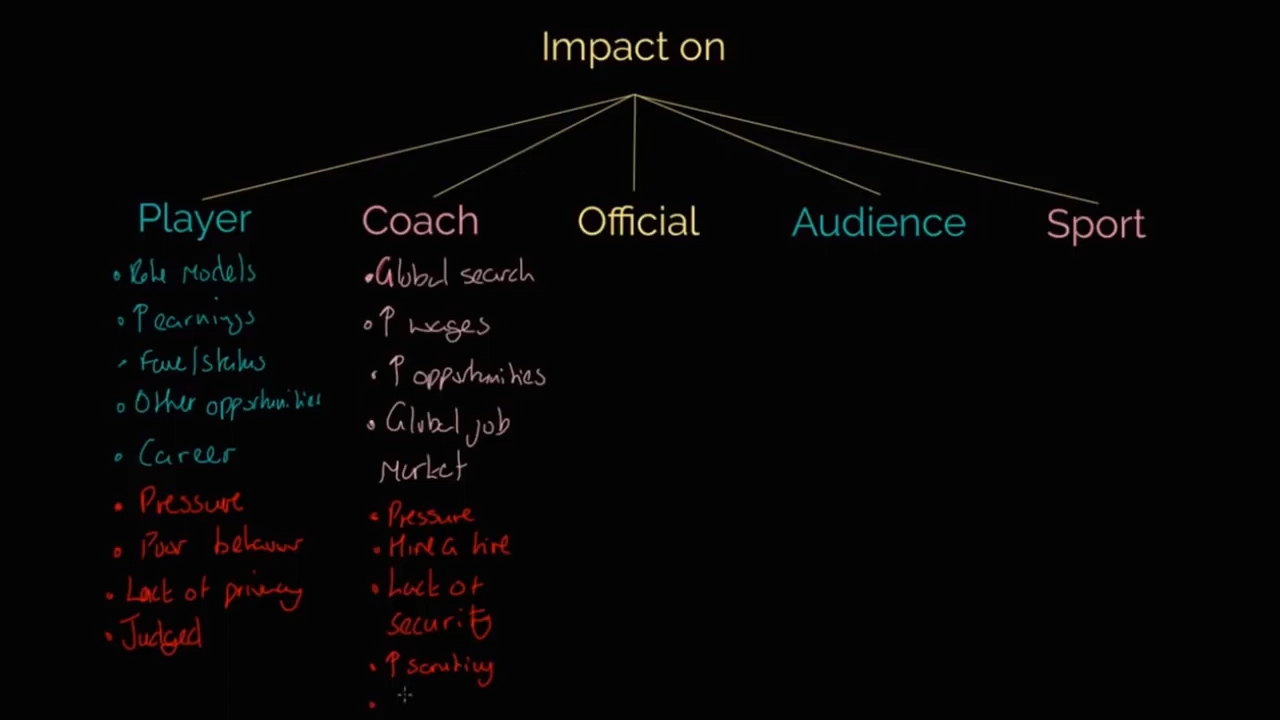 Impact on
Player
Coach
Official
Audience
Sport
• Role Models
• ↑ earnings
• Fame/Status
• Other opportunities
• Career
• Pressure
• Poor behaviour
• Lack of privacy
• Judged
• Global search
• ↑ wages
• ↑ opportunities
• Global job
Market
• Pressure
• Hire a fire
• Lack of
security
• ↑ scrutiny
•